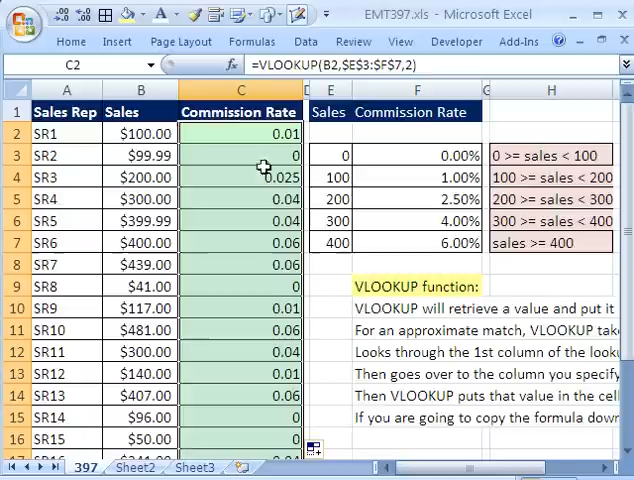 EMT397.xls - Microsoft Excel
Home Insert Page Layout Formulas Data Review View Developer Add-Ins
C2 fx =VLOOKUP(B2,$E$3:$F$7,2)
A B C D E F G H
1 Sales Rep Sales Commission Rate Sales Commission Rate
2 SR1 $100.00 0.01
3 SR2 $99.99 0 0 0.00% 0 >= sales < 100
4 SR3 $200.00 0.025 100 1.00% 100 >= sales < 200
5 SR4 $300.00 0.04 200 2.50% 200 >= sales < 300
6 SR5 $399.99 0.04 300 4.00% 300 >= sales < 400
7 SR6 $400.00 0.06 400 6.00% sales >= 400
8 SR7 $439.00 0.06
9 SR8 $41.00 0 VLOOKUP function:
10 SR9 $117.00 0.01 VLOOKUP will retrieve a value and put it
11 SR10 $481.00 0.06 For an approximate match, VLOOKUP tak
12 SR11 $300.00 0.04 Looks through the 1st column of the look
13 SR12 $140.00 0.01 Then goes over to the column you specify
14 SR13 $407.00 0.06 Then VLOOKUP puts that value in the cell
15 SR14 $96.00 0 If you are going to copy the formula down
16 SR15 $50.00 0
397 Sheet2 Sheet3